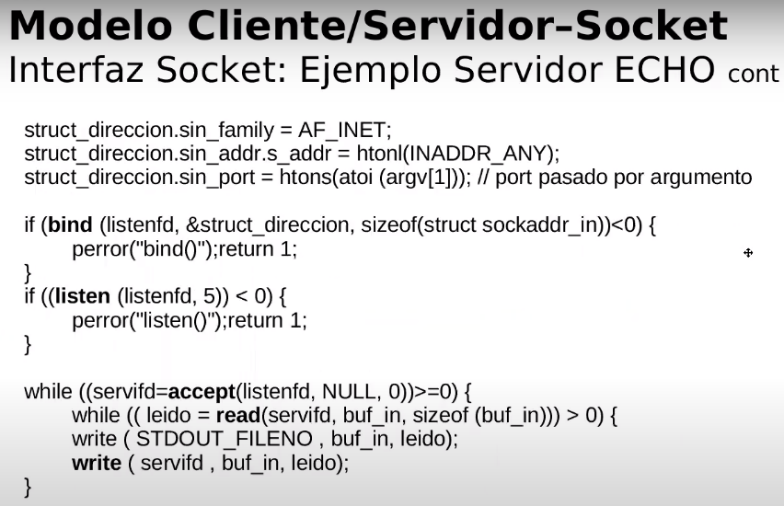 Modelo Cliente/Servidor–Socket
Interfaz Socket: Ejemplo Servidor ECHO cont
struct_direccion.sin_family = AF_INET;
struct_direccion.sin_addr.s_addr = htonl(INADDR_ANY);
struct_direccion.sin_port = htons(atoi (argv[1])); // port pasado por argumento
if (bind (listenfd, &struct_direccion, sizeof(struct sockaddr_in))<0) {
perror("bind()");return 1;
}
if ((listen (listenfd, 5)) < 0) {
perror("listen()");return 1;
}
while ((servifd=accept(listenfd, NULL, 0))>=0) {
while (( leido = read(servifd, buf_in, sizeof (buf_in))) > 0) {
write ( STDOUT_FILENO , buf_in, leido);
write ( servifd , buf_in, leido);
}